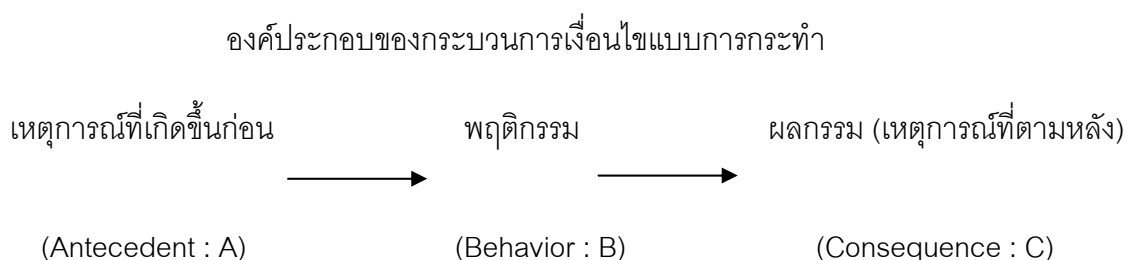 องค์ประกอบของกระบวนการเงื่อนไขแบบการกระทำ
เหตุการณ์ที่เกิดขึ้นก่อน พฤติกรรม ผลกรรม (เหตุการณ์ที่ตามหลัง)
(Antecedent : A) (Behavior : B) (Consequence : C)